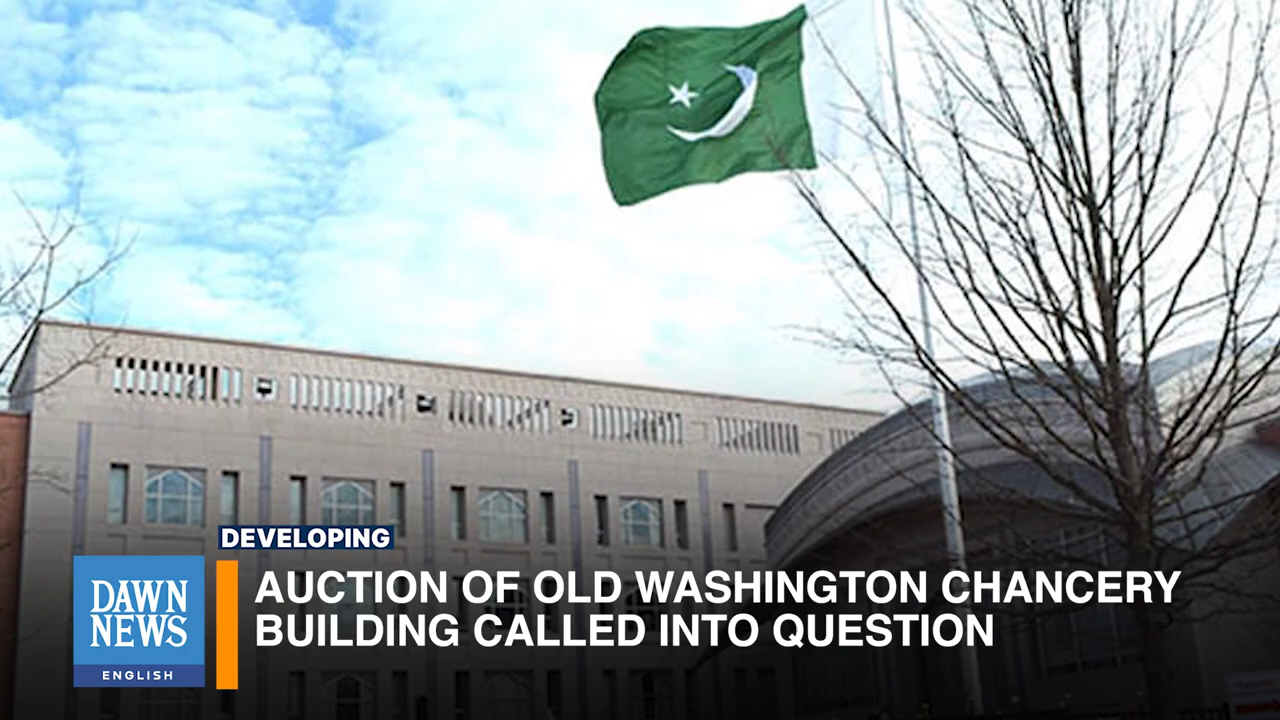 DEVELOPING
DAWN
NEWS
ENGLISH
AUCTION OF OLD WASHINGTON CHANCERY
BUILDING CALLED INTO QUESTION